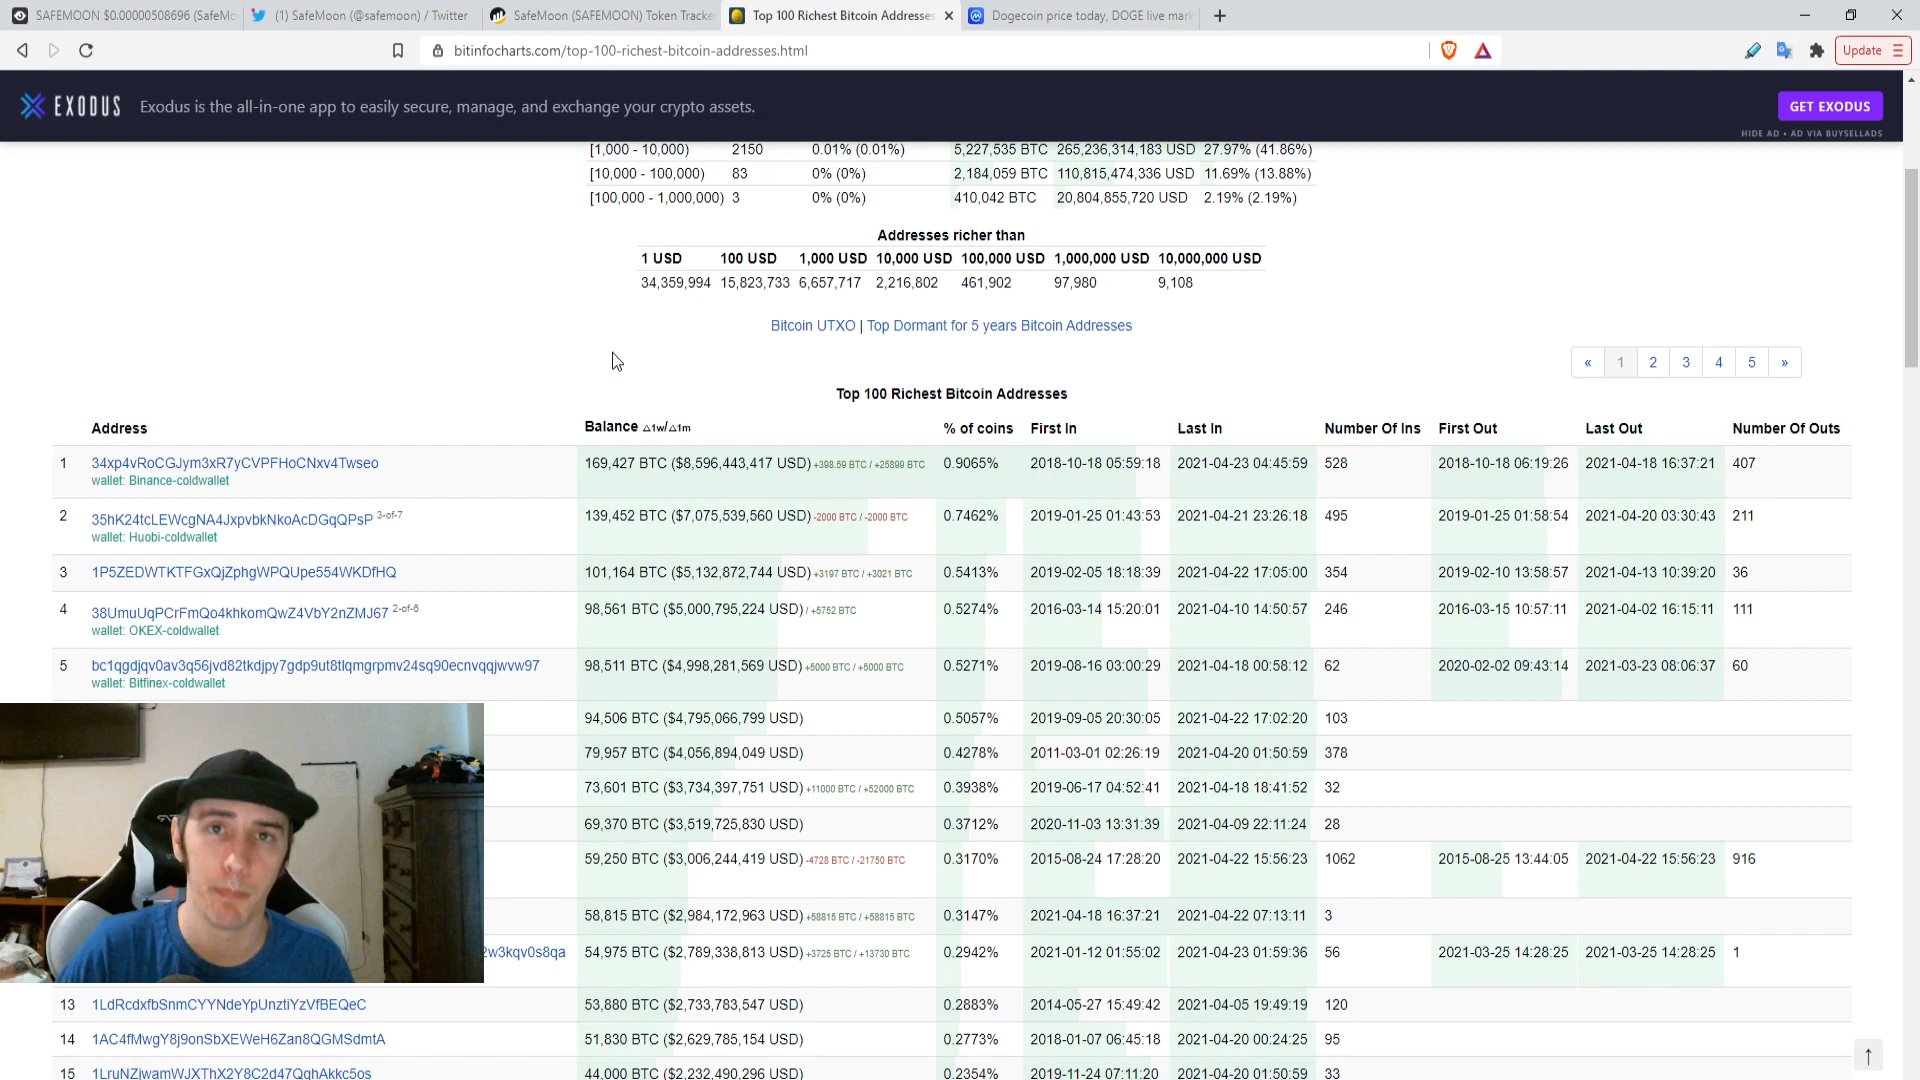 SAFEMOON $0.00000508696 (SafeMo
(1) SafeMoon (@safemoon) / Twitter
SafeMoon (SAFEMOON) Token Tracke
Top 100 Richest Bitcoin Addresses
Dogecoin price today, DOGE live mark
bitinfocharts.com/top-100-richest-bitcoin-addresses.html
Update
EXODUS Exodus is the all-in-one app to easily secure, manage, and exchange your crypto assets.
GET EXODUS
HIDE AD • AD VIA BUYSELLADS
[1,000 - 10,000) 2150 0.01% (0.01%) 5,227,535 BTC 265,236,314,183 USD 27.97% (41.86%)
[10,000 - 100,000) 83 0% (0%) 2,184,059 BTC 110,815,474,336 USD 11.69% (13.88%)
[100,000 - 1,000,000) 3 0% (0%) 410,042 BTC 20,804,855,720 USD 2.19% (2.19%)
Addresses richer than
1 USD 100 USD 1,000 USD 10,000 USD 100,000 USD 1,000,000 USD 10,000,000 USD
34,359,994 15,823,733 6,657,717 2,216,802 461,902 97,980 9,108
Bitcoin UTXO | Top Dormant for 5 years Bitcoin Addresses
« 1 2 3 4 5 »
Top 100 Richest Bitcoin Addresses
Address Balance △1w/△1m % of coins First In Last In Number Of Ins First Out Last Out Number Of Outs
1 34xp4vRoCGJym3xR7yCVPFHoCNxv4Twseo 169,427 BTC ($8,596,443,417 USD) +398.59 BTC / +25899 BTC 0.9065% 2018-10-18 05:59:18 2021-04-23 04:45:59 528 2018-10-18 06:19:26 2021-04-18 16:37:21 407
wallet: Binance-coldwallet
2 35hK24tcLEWcgNA4JxpvbkNkoAcDGqQPsP 3-of-7 139,452 BTC ($7,075,539,560 USD) -2000 BTC / -2000 BTC 0.7462% 2019-01-25 01:43:53 2021-04-21 23:26:18 495 2019-01-25 01:58:54 2021-04-20 03:30:43 211
wallet: Huobi-coldwallet
3 1P5ZEDWTKTFGxQjZphgWPQUpe554WKDfHQ 101,164 BTC ($5,132,872,744 USD) +3197 BTC / +3021 BTC 0.5413% 2019-02-05 18:18:39 2021-04-22 17:05:00 354 2019-02-10 13:58:57 2021-04-13 10:39:20 36
4 38UmuUqPCrFmQo4khkomQwZ4VbY2nZMJ67 2-of-6 98,561 BTC ($5,000,795,224 USD) / +5752 BTC 0.5274% 2016-03-14 15:20:01 2021-04-10 14:50:57 246 2016-03-15 10:57:11 2021-04-02 16:15:11 111
wallet: OKEX-coldwallet
5 bc1qgdjqv0av3q56jvd82tkdjpy7gdp9ut8tlqmgrpmv24sq90ecnvqqjwvw97 98,511 BTC ($4,998,281,569 USD) +5000 BTC / +5000 BTC 0.5271% 2019-08-16 03:00:29 2021-04-18 00:58:12 62 2020-02-02 09:43:14 2021-03-23 08:06:37 60
wallet: Bitfinex-coldwallet
94,506 BTC ($4,795,066,799 USD) 0.5057% 2019-09-05 20:30:05 2021-04-22 17:02:20 103
79,957 BTC ($4,056,894,049 USD) 0.4278% 2011-03-01 02:26:19 2021-04-20 01:50:59 378
73,601 BTC ($3,734,397,751 USD) +11000 BTC / +52000 BTC 0.3938% 2019-06-17 04:52:41 2021-04-18 18:41:52 32
69,370 BTC ($3,519,725,830 USD) 0.3712% 2020-11-03 13:31:39 2021-04-09 22:11:24 28
59,250 BTC ($3,006,244,419 USD) -4728 BTC / -21750 BTC 0.3170% 2015-08-24 17:28:20 2021-04-22 15:56:23 1062 2015-08-25 13:44:05 2021-04-22 15:56:23 916
58,815 BTC ($2,984,172,963 USD) +58815 BTC / +58815 BTC 0.3147% 2021-04-18 16:37:21 2021-04-22 07:13:11 3
2w3kqv0s8qa 54,975 BTC ($2,789,338,813 USD) +3725 BTC / +13730 BTC 0.2942% 2021-01-12 01:55:02 2021-04-23 01:59:36 56 2021-03-25 14:28:25 2021-03-25 14:28:25 1
13 1LdRcdxfbSnmCYYNdeYpUnztiYzVfBEQeC 53,880 BTC ($2,733,783,547 USD) 0.2883% 2014-05-27 15:49:42 2021-04-05 19:49:19 120
14 1AC4fMwgY8j9onSbXEWeH6Zan8QGMSdmtA 51,830 BTC ($2,629,785,154 USD) 0.2773% 2018-01-07 06:45:18 2021-04-20 00:24:25 95
15 1LruNZjwamWJXThX2Y8C2d47QqhAkkc5os 44,000 BTC ($2,232,490,296 USD) 0.2354% 2019-11-24 07:11:20 2021-04-20 01:50:59 33